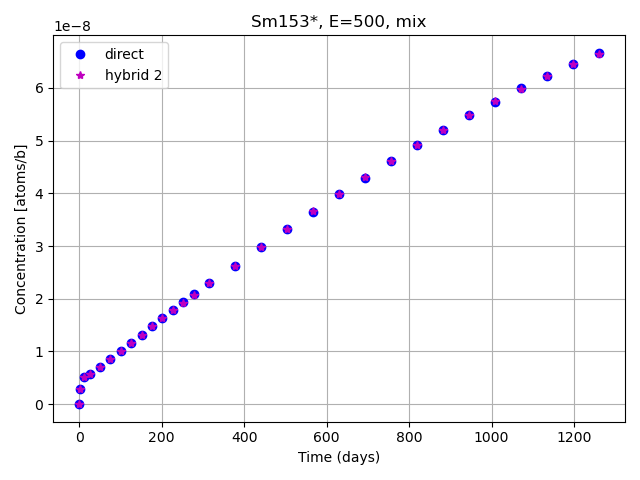 Sm153*, E=500, mix
1e−8
direct
hybrid 2
6
5
4
3
2
1
0
Concentration [atoms/b]
0 200 400 600 800 1000 1200
Time (days)